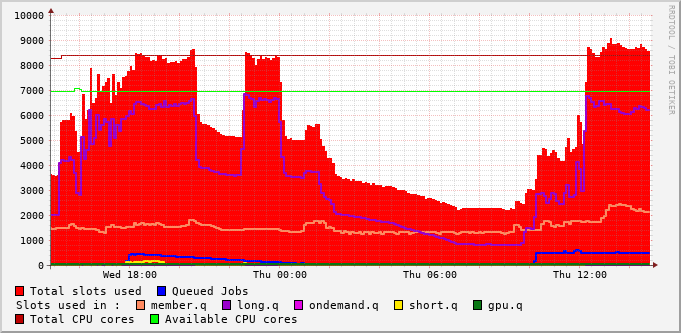 10000
9000
8000
7000
6000
5000
4000
3000
2000
1000
0
Wed 18:00 Thu 00:00 Thu 06:00 Thu 12:00
RRDTOOL / TOBI OETIKER
Total slots used Queued Jobs
Slots used in : member.q long.q ondemand.q short.q gpu.q
Total CPU cores Available CPU cores